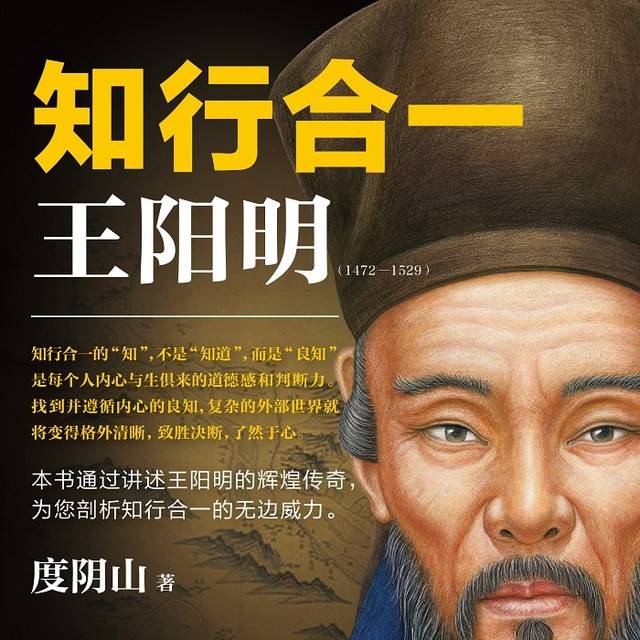 知行合一
王阳明
（1472—1529）
知行合一的“知”，不是“知道”，而是“良知”
是每个人内心与生俱来的道德感和判断力。
找到并遵循内心的良知，复杂的外部世界就
将变得格外清晰，致胜决断，了然于心。
本书通过讲述王阳明的辉煌传奇，
为您剖析知行合一的无边威力。
度阴山 著